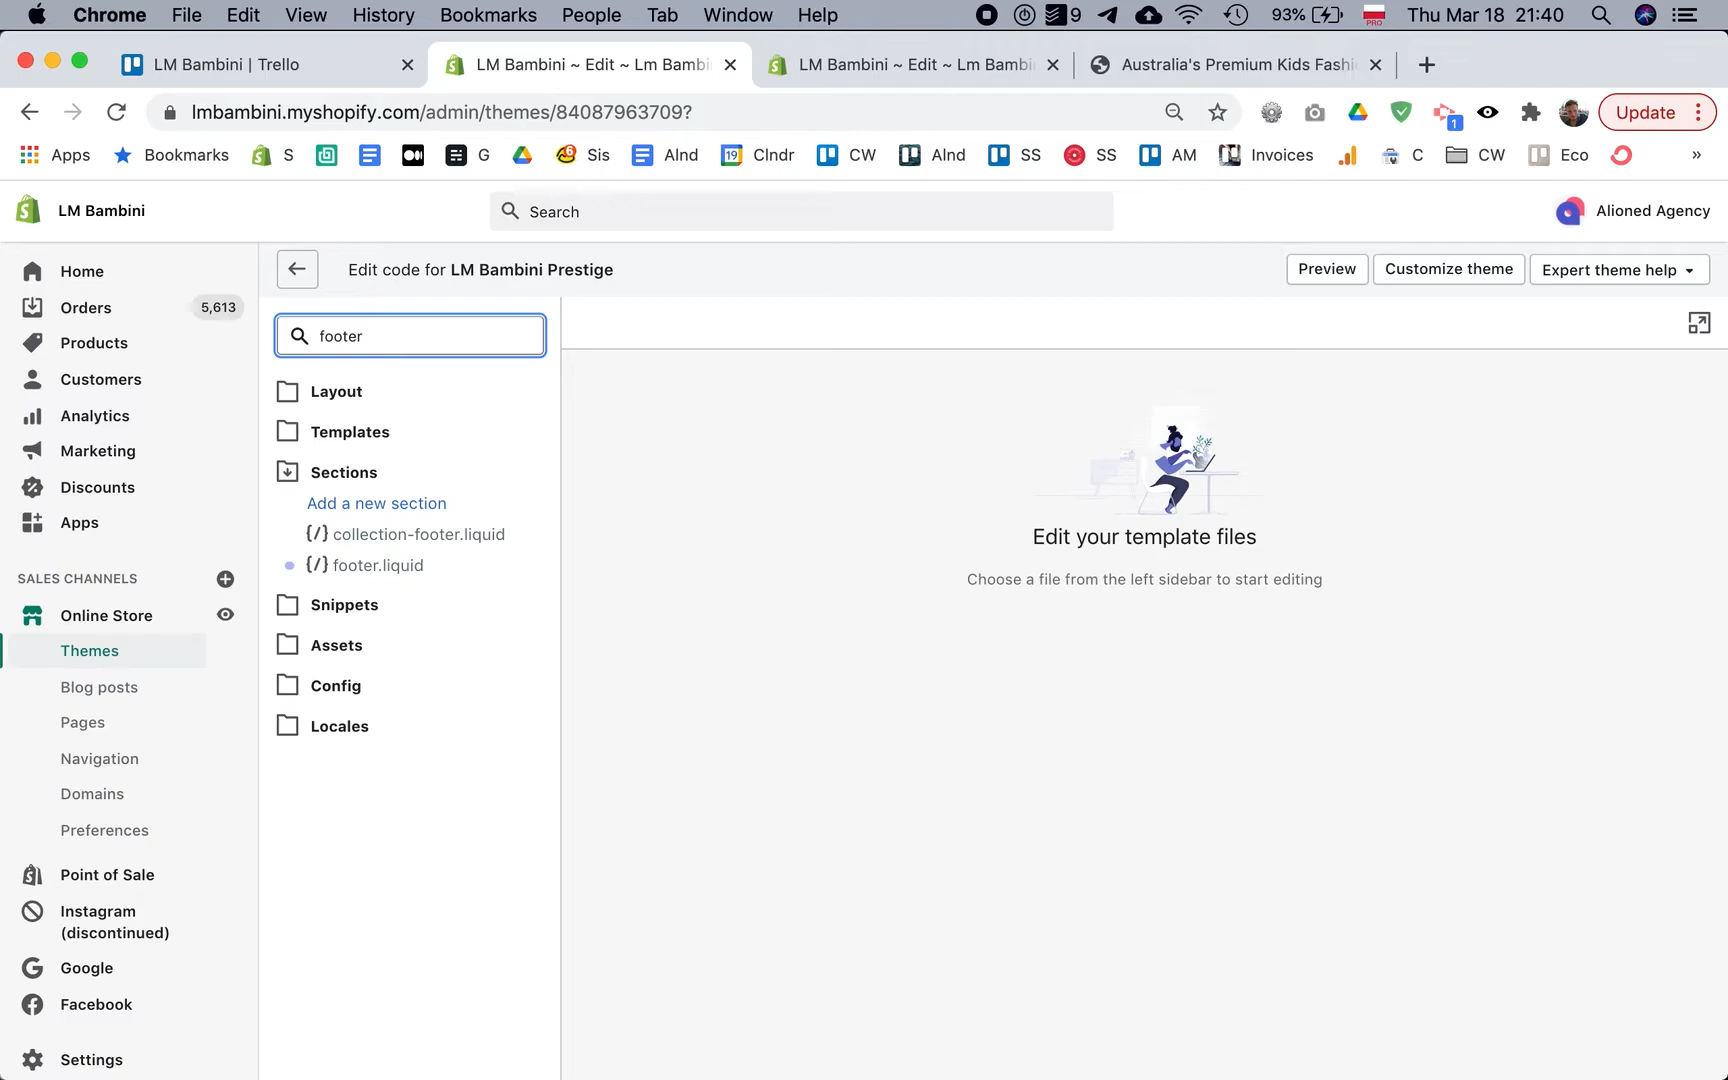 Chrome File Edit View History Bookmarks People Tab Window Help 9 93% PRO Thu Mar 18 21:40
LM Bambini | Trello
LM Bambini ~ Edit ~ Lm Bambi
LM Bambini ~ Edit ~ Lm Bambi
Australia's Premium Kids Fashi
lmbambini.myshopify.com/admin/themes/84087963709?
1
Update
Apps Bookmarks S G Sis Alnd 19 Clndr CW Alnd SS SS AM Invoices C CW Eco »
LM Bambini
Search
Alioned Agency
Home
Orders 5,613
Products
Customers
Analytics
Marketing
Discounts
Apps
SALES CHANNELS
Online Store
Themes
Blog posts
Pages
Navigation
Domains
Preferences
Point of Sale
Instagram
(discontinued)
Google
Facebook
Settings
Edit code for LM Bambini Prestige
Preview
Customize theme
Expert theme help
footer
Layout
Templates
Sections
Add a new section
{/} collection-footer.liquid
{/} footer.liquid
Snippets
Assets
Config
Locales
Edit your template files
Choose a file from the left sidebar to start editing